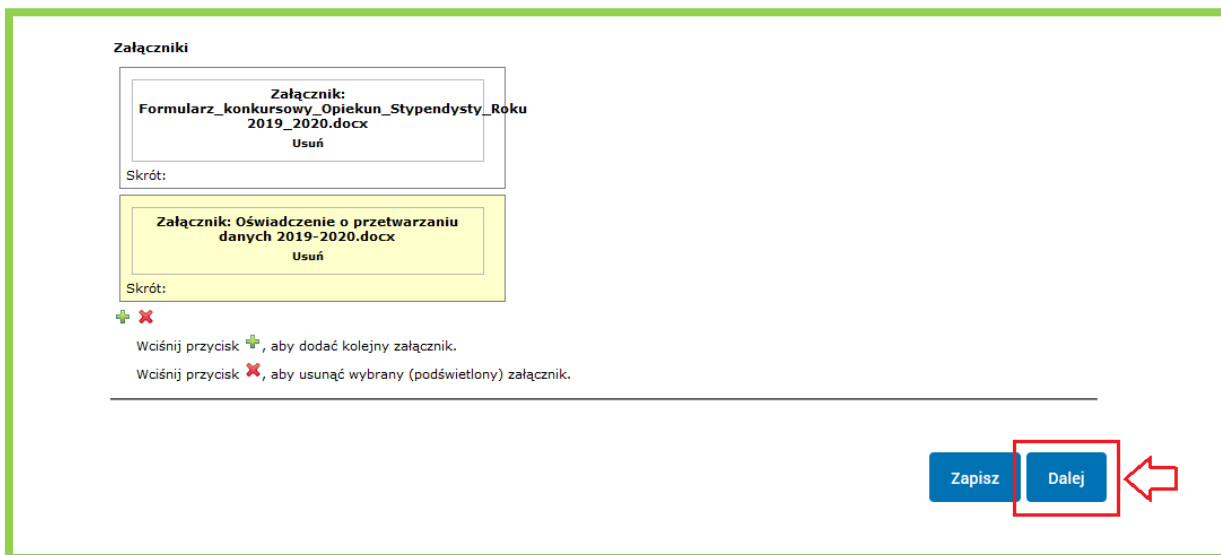 Załączniki
Załącznik:
Formularz_konkursowy_Opiekun_Stypendysty_Roku
2019_2020.docx
Usuń
Skrót:
Załącznik: Oświadczenie o przetwarzaniu
danych 2019-2020.docx
Usuń
Skrót:
Wciśnij przycisk , aby dodać kolejny załącznik.
Wciśnij przycisk , aby usunąć wybrany (podświetlony) załącznik.
Zapisz Dalej